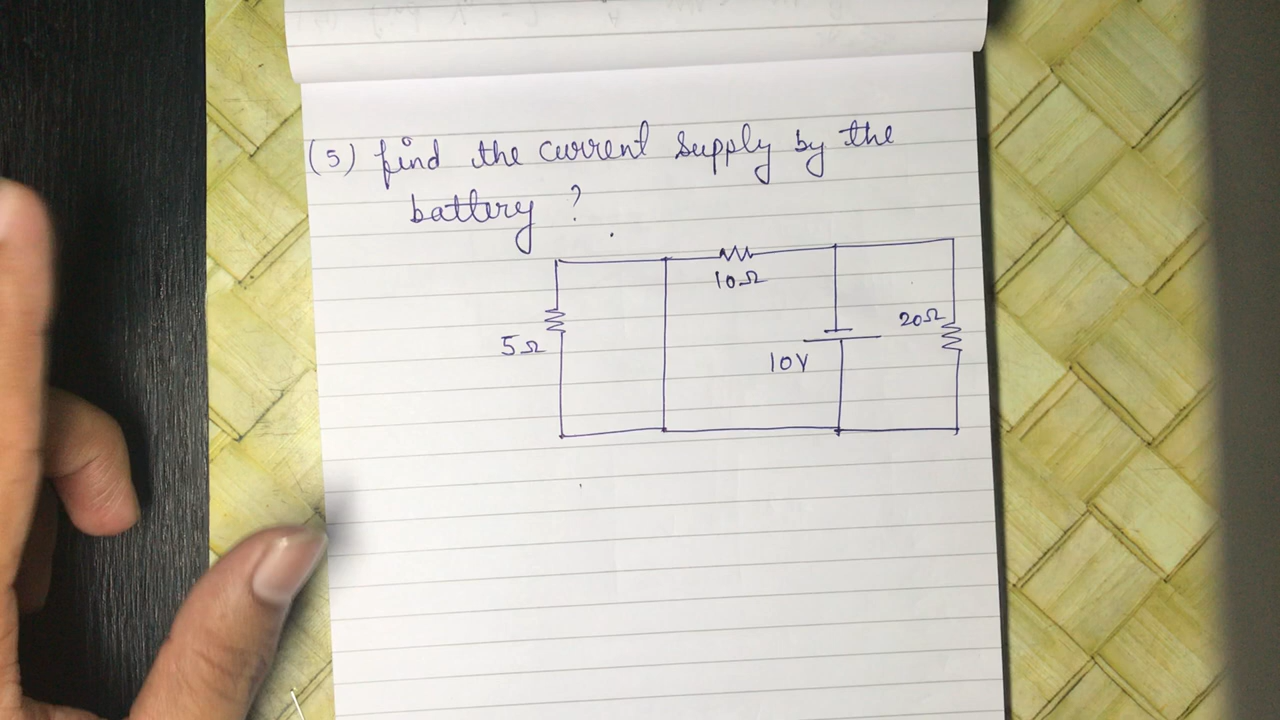 (5) find the current supply by the
battery ?
10Ω
5Ω
20Ω
10V